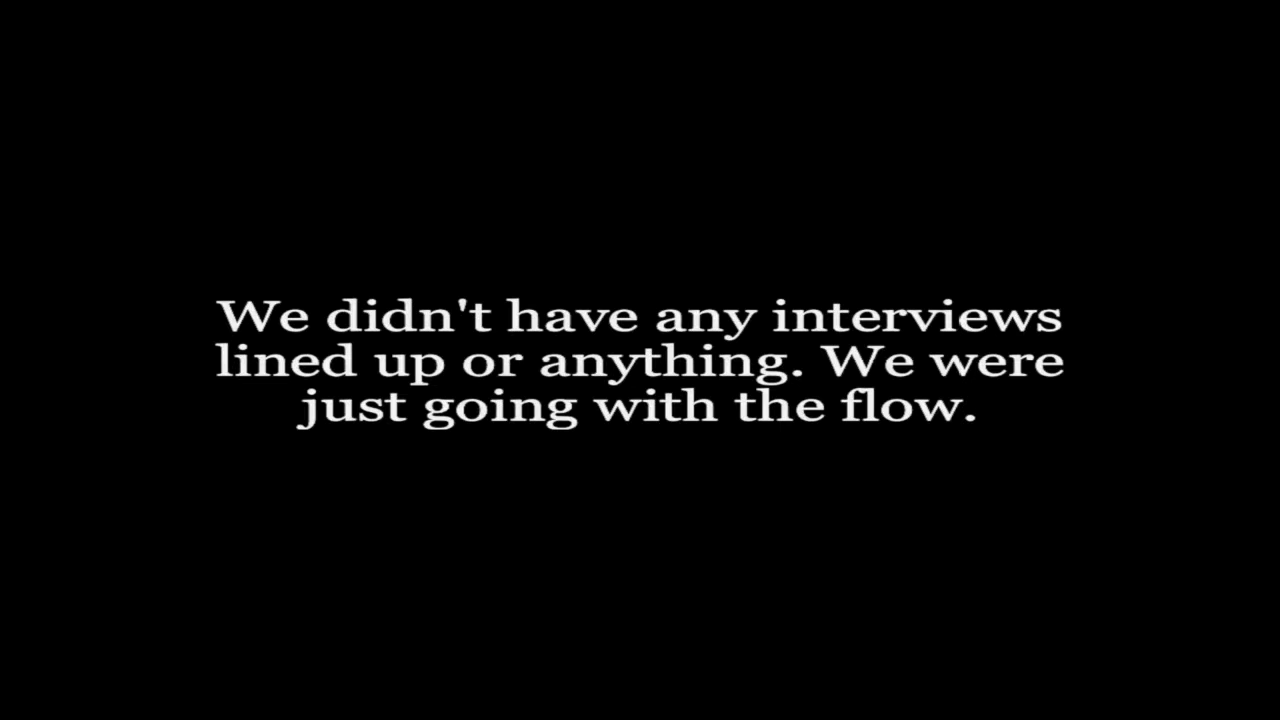 We didn't have any interviews
lined up or anything. We were
just going with the flow.